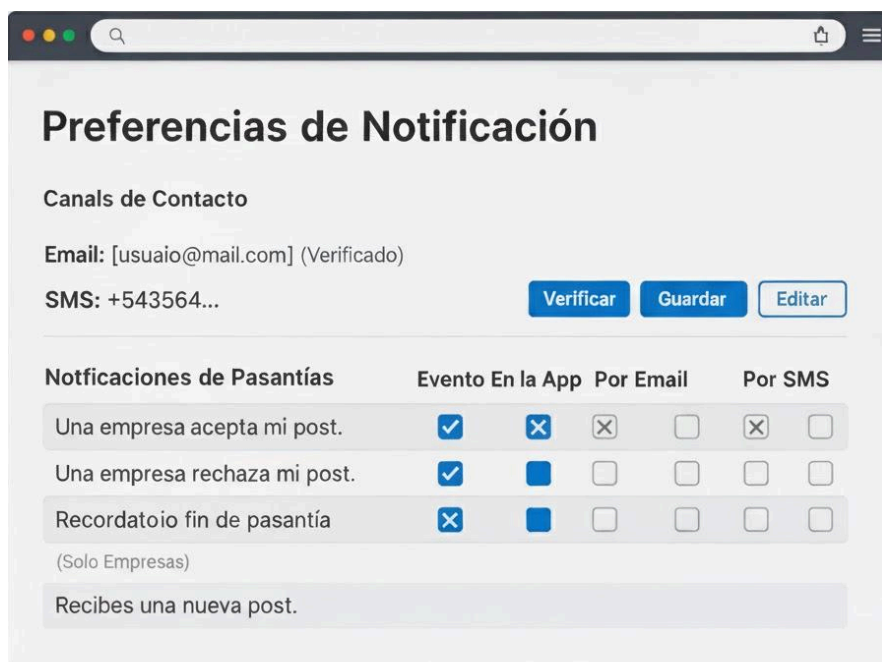 Preferencias de Notificación
Canals de Contacto
Email: [usuaio@mail.com] (Verificado)
SMS: +543564...
Verificar Guardar Editar
Notficaciones de Pasantías Evento En la App Por Email Por SMS
Una empresa acepta mi post.
Una empresa rechaza mi post.
Recordatoio fin de pasantía
(Solo Empresas)
Recibes una nueva post.